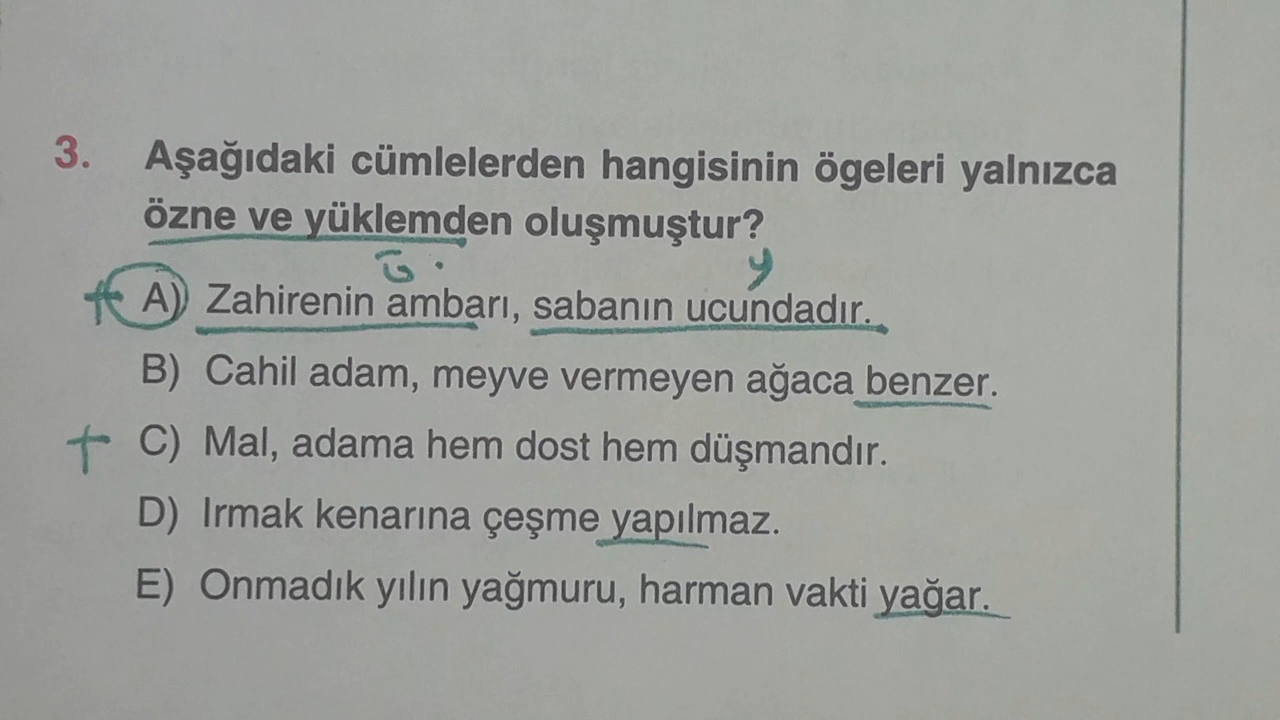 3. Aşağıdaki cümlelerden hangisinin ögeleri yalnızca
özne ve yüklemden oluşmuştur?
Ö. y
+ A) Zahirenin ambarı, sabanın ucundadır.
B) Cahil adam, meyve vermeyen ağaca benzer.
+ C) Mal, adama hem dost hem düşmandır.
D) Irmak kenarına çeşme yapılmaz.
E) Onmadık yılın yağmuru, harman vakti yağar.